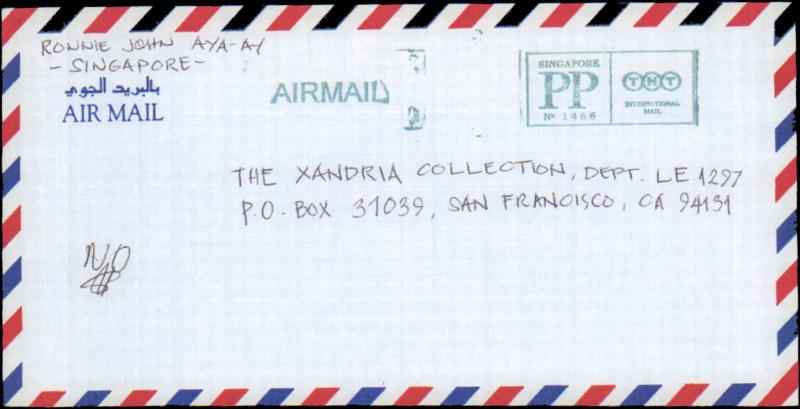 RONNIE JOHN AYA-AY
- SINGAPORE -
بالبريد الجوي
AIR MAIL
AIRMAIL
SINGAPORE
PP
No 1466
TNT
INTERNATIONAL
MAIL
THE XANDRIA COLLECTION, DEPT. LE 1297
P.O. BOX 31039, SAN FRANCISCO, CA 94131